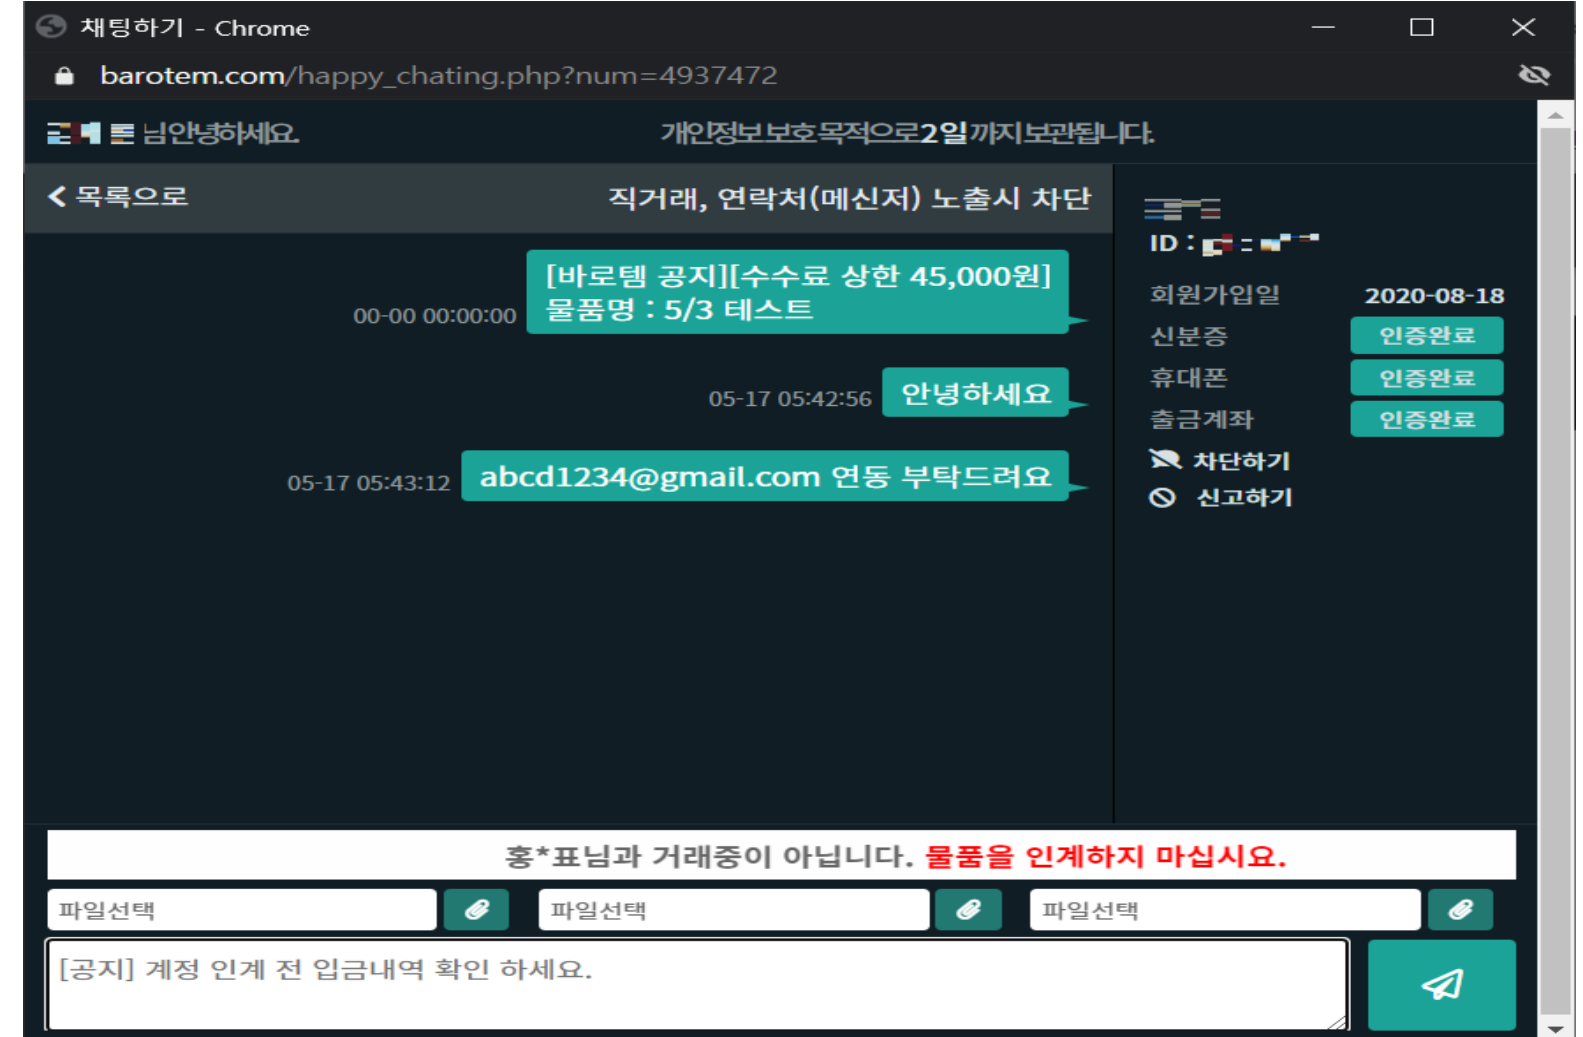 채팅하기 - Chrome
barotem.com/happy_chating.php?num=4937472
님안녕하세요.
개인정보 보호 목적으로 2일 까지 보관됩니다.
목록으로
직거래, 연락처(메신저) 노출시 차단
[바로템 공지][수수료 상한 45,000원]
물품명 : 5/3 테스트
00-00 00:00:00
05-17 05:42:56
안녕하세요
05-17 05:43:12
abcd1234@gmail.com 연동 부탁드려요
ID :
회원가입일 2020-08-18
신분증 인증완료
휴대폰 인증완료
출금계좌 인증완료
차단하기
신고하기
홍*표님과 거래중이 아닙니다. 물품을 인계하지 마십시요.
파일선택 파일선택 파일선택
[공지] 계정 인계 전 입금내역 확인 하세요.